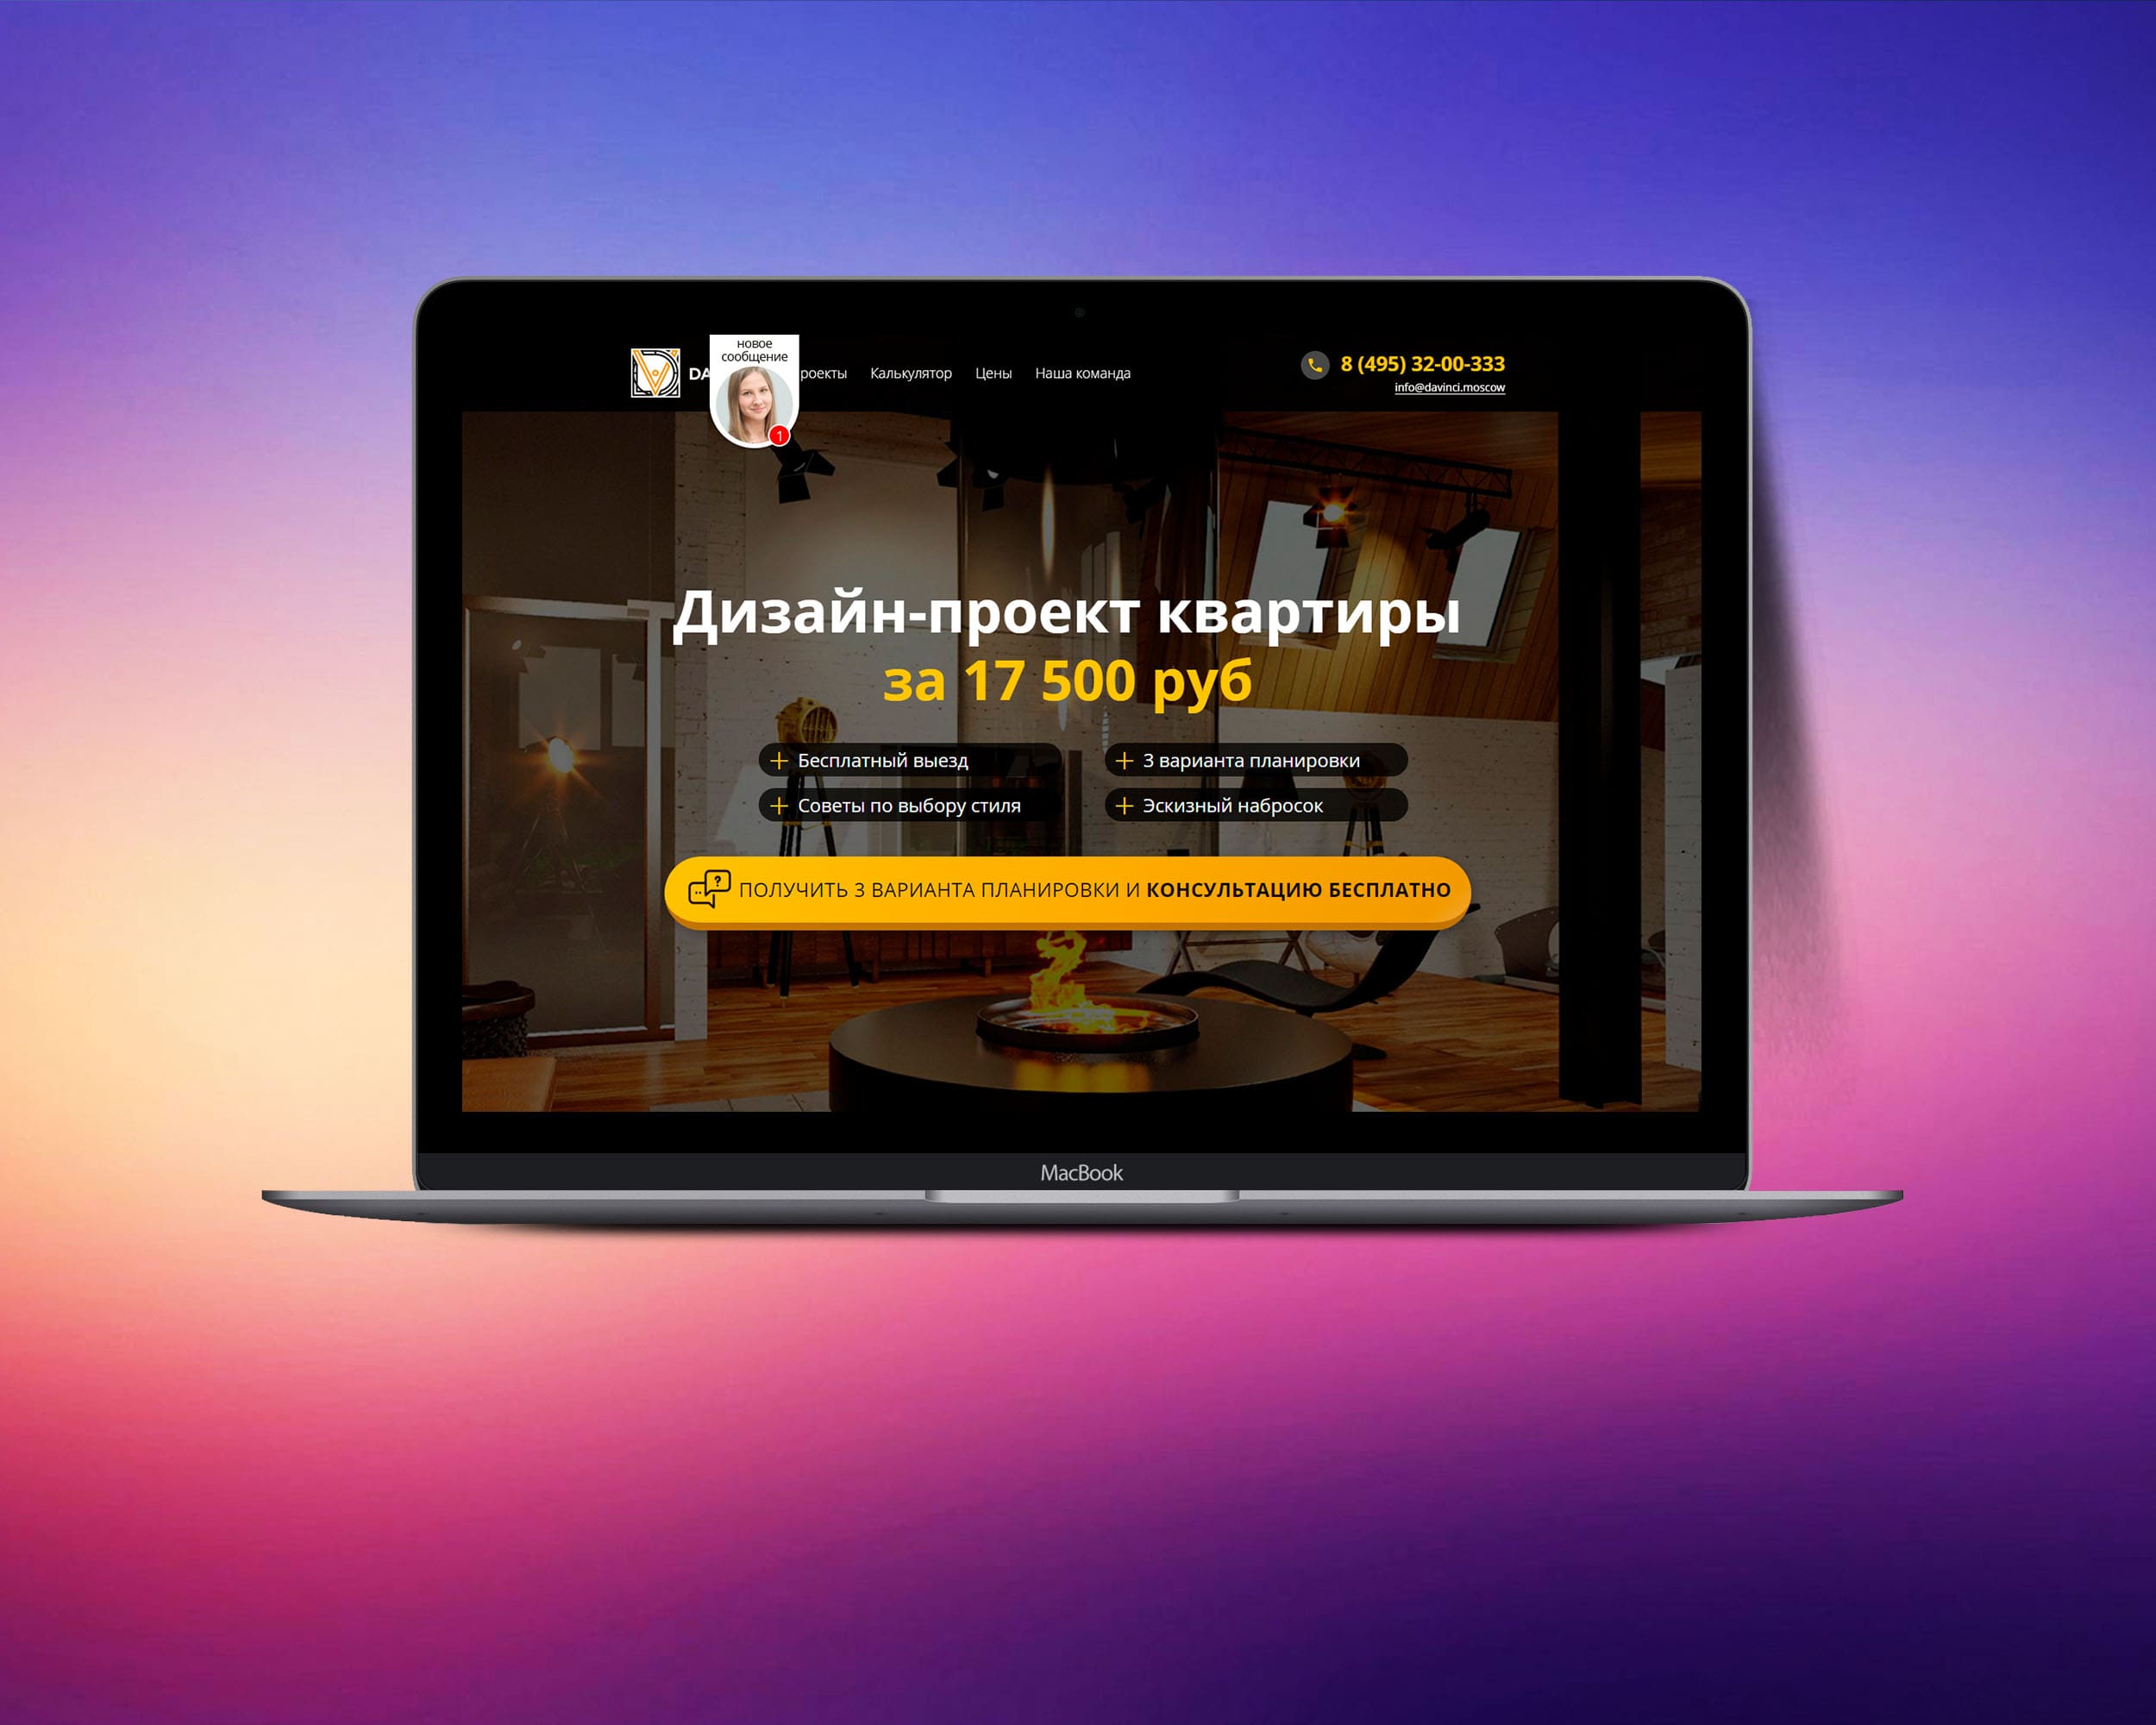 новое
сообщение
Калькулятор Цены Наша команда
8 (495) 32-00-333
info@davinci.moscow
1
Дизайн-проект квартиры
за 17 500 руб
Бесплатный выезд
3 варианта планировки
Советы по выбору стиля
Эскизный набросок
ПОЛУЧИТЬ 3 ВАРИАНТА ПЛАНИРОВКИ И КОНСУЛЬТАЦИЮ БЕСПЛАТНО
MacBook